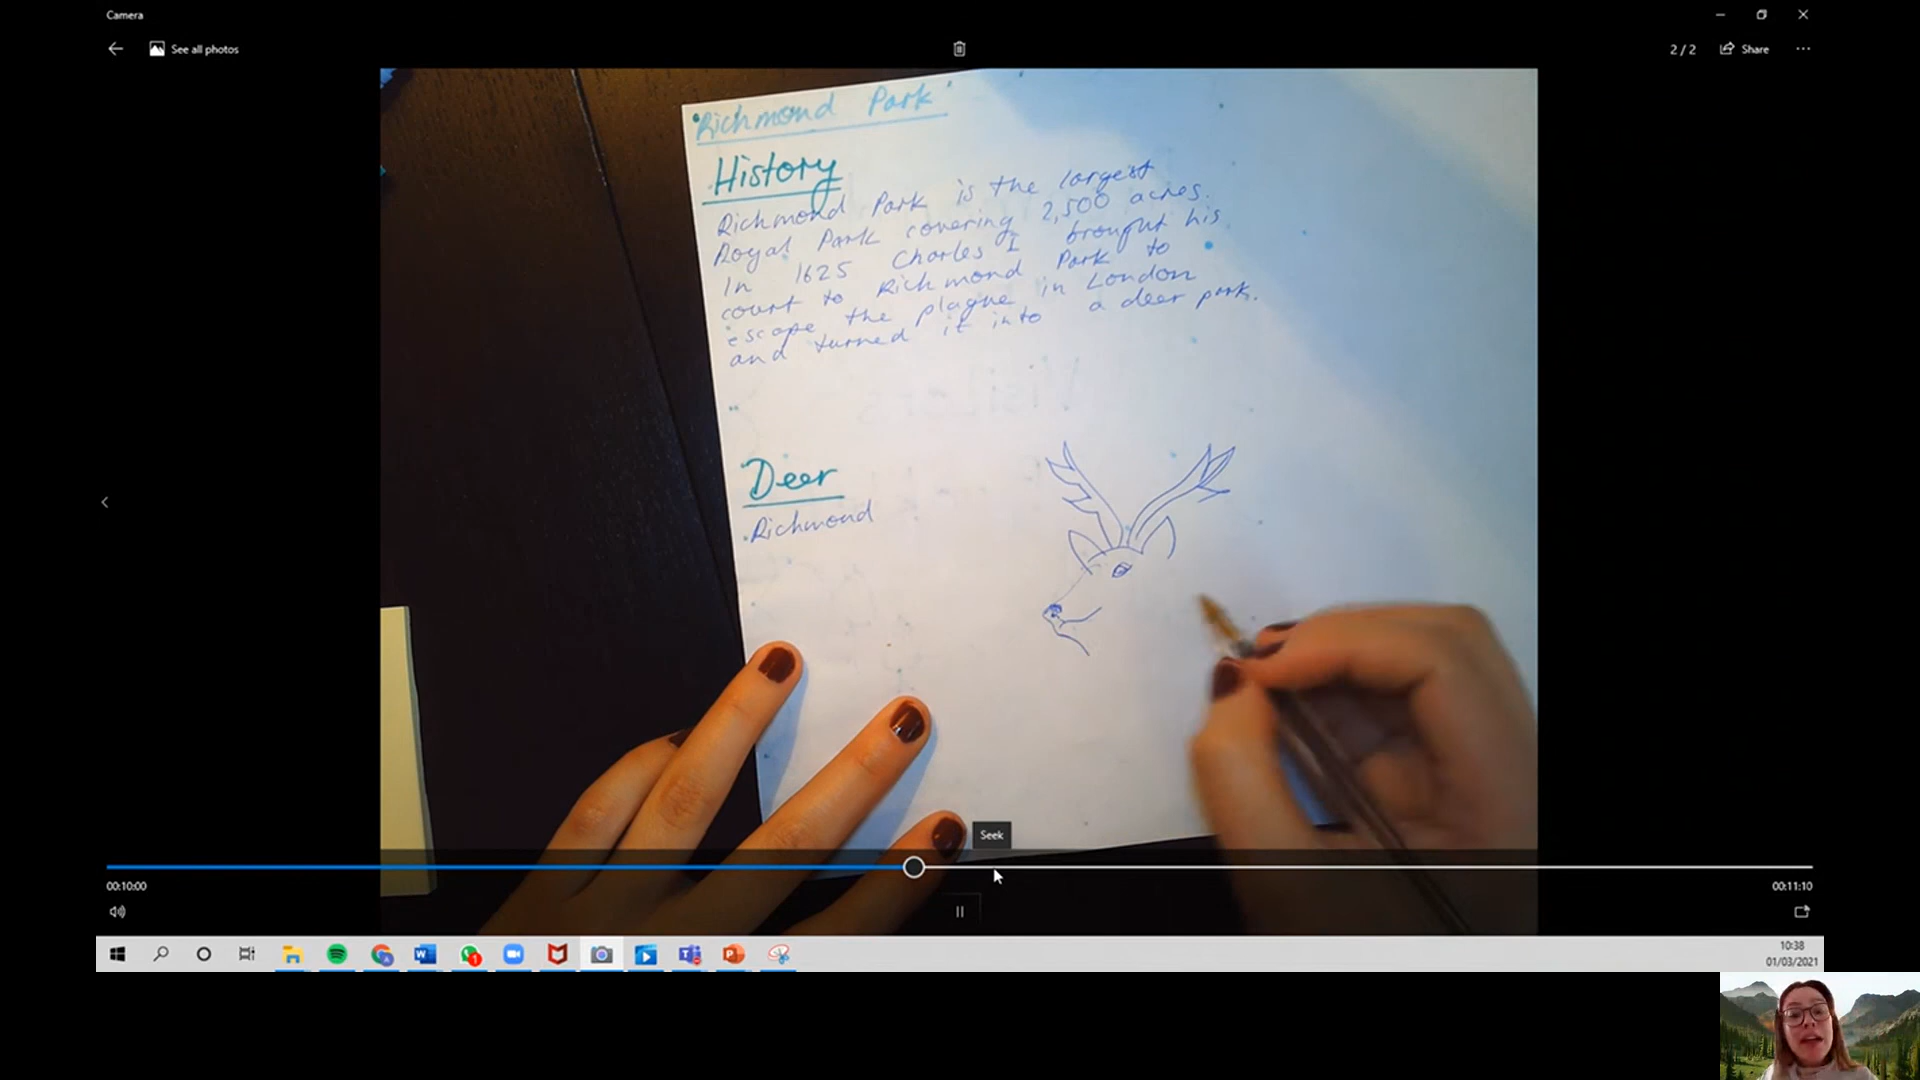 Camera
See all photos
2 / 2
Share
'Richmond Park'
History
Richmond Park is the largest
Royal Park covering 2,500 acres.
In 1625 Charles I brought his
court to Richmond Park to
escape the plague in London
and turned it into a deer park.
Visitors
Deer
Richmond
Seek
00:10:00
00:11:10
10:38
01/03/2021